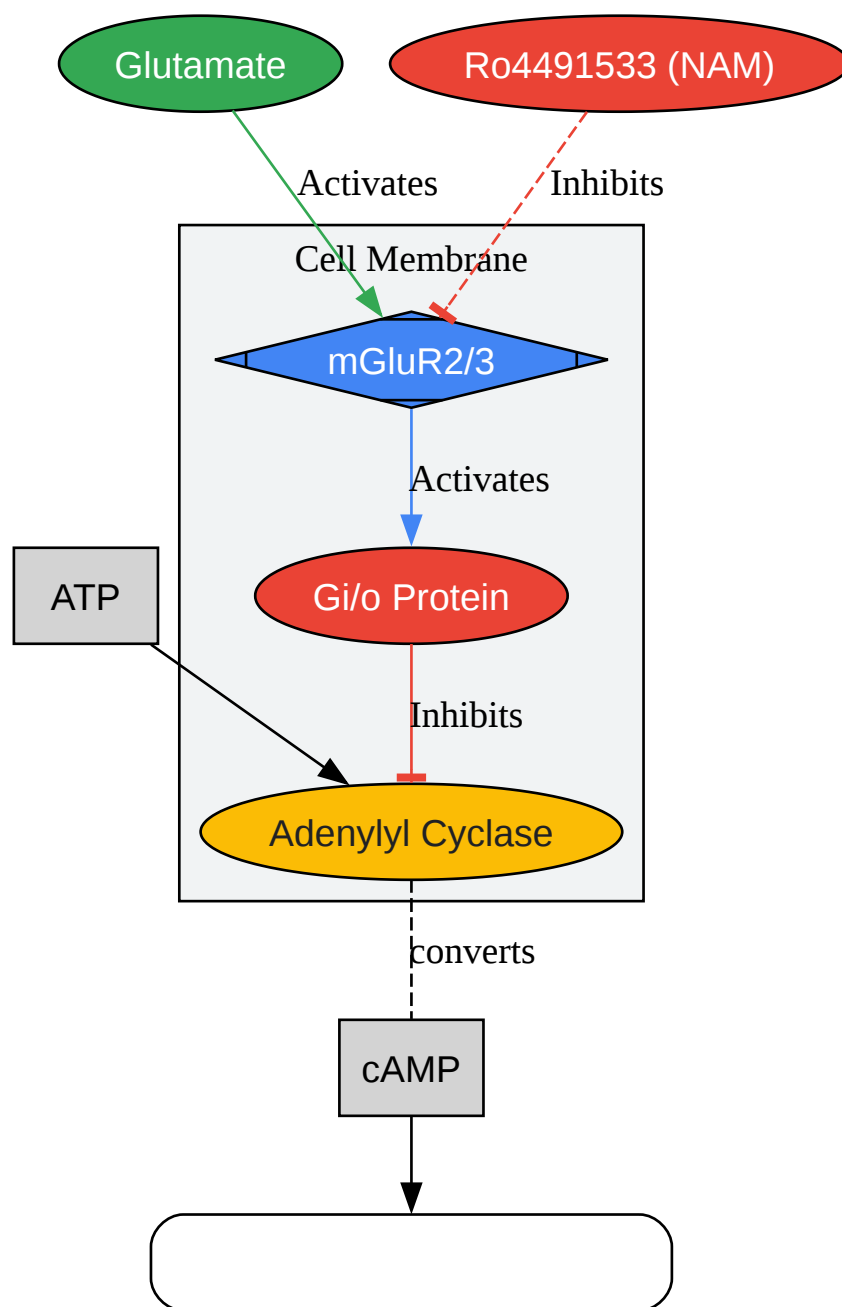 Glutamate
Ro4491533 (NAM)
Activates
Inhibits
Cell Membrane
mGluR2/3
Activates
ATP
Gi/o Protein
Inhibits
Adenylyl Cyclase
converts
cAMP